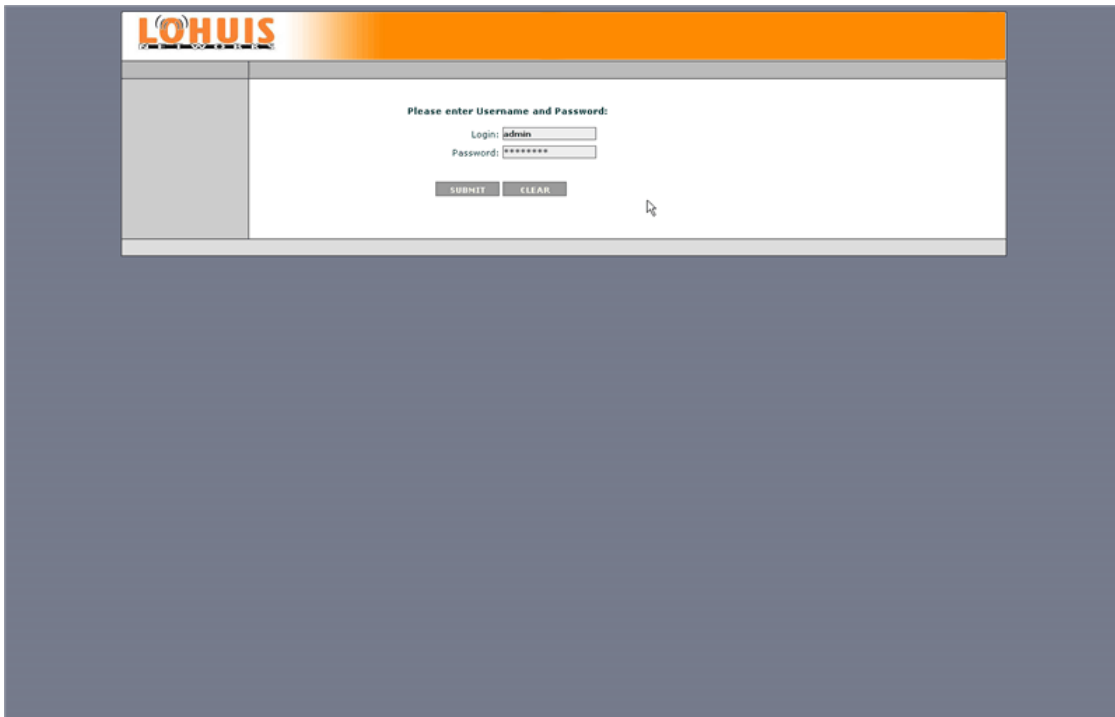 LOHUIS
NETWORKS
Please enter Username and Password:
Login: admin
Password: ********
SUBMIT CLEAR